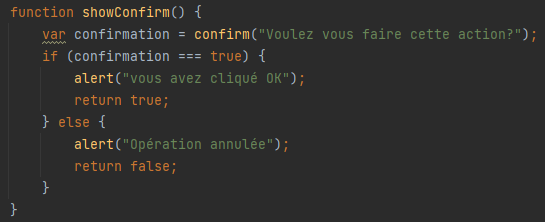 function showConfirm() {
    var confirmation = confirm("Voulez vous faire cette action?");
    if (confirmation === true) {
        alert("vous avez cliqué OK");
        return true;
    } else {
        alert("Opération annulée");
        return false;
    }
}